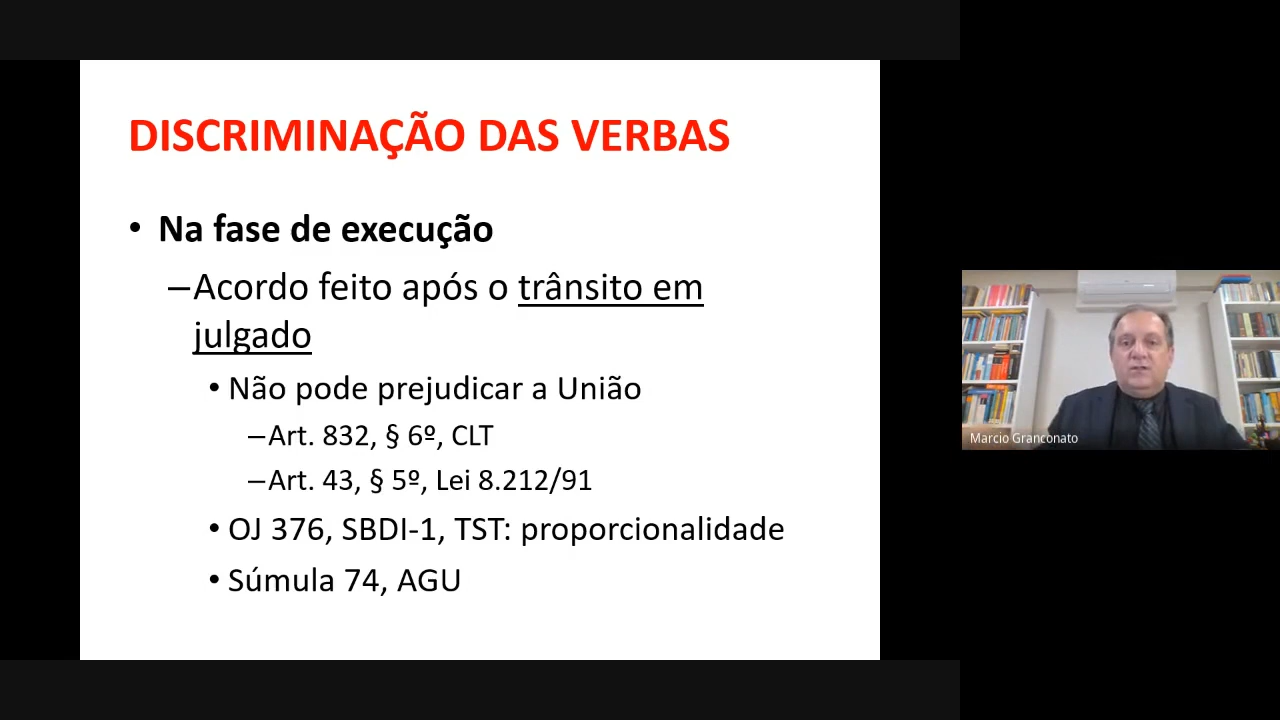 DISCRIMINAÇÃO DAS VERBAS
• Na fase de execução
–Acordo feito após o trânsito em
julgado
• Não pode prejudicar a União
–Art. 832, § 6º, CLT
–Art. 43, § 5º, Lei 8.212/91
• OJ 376, SBDI-1, TST: proporcionalidade
• Súmula 74, AGU
Marcio Granconato